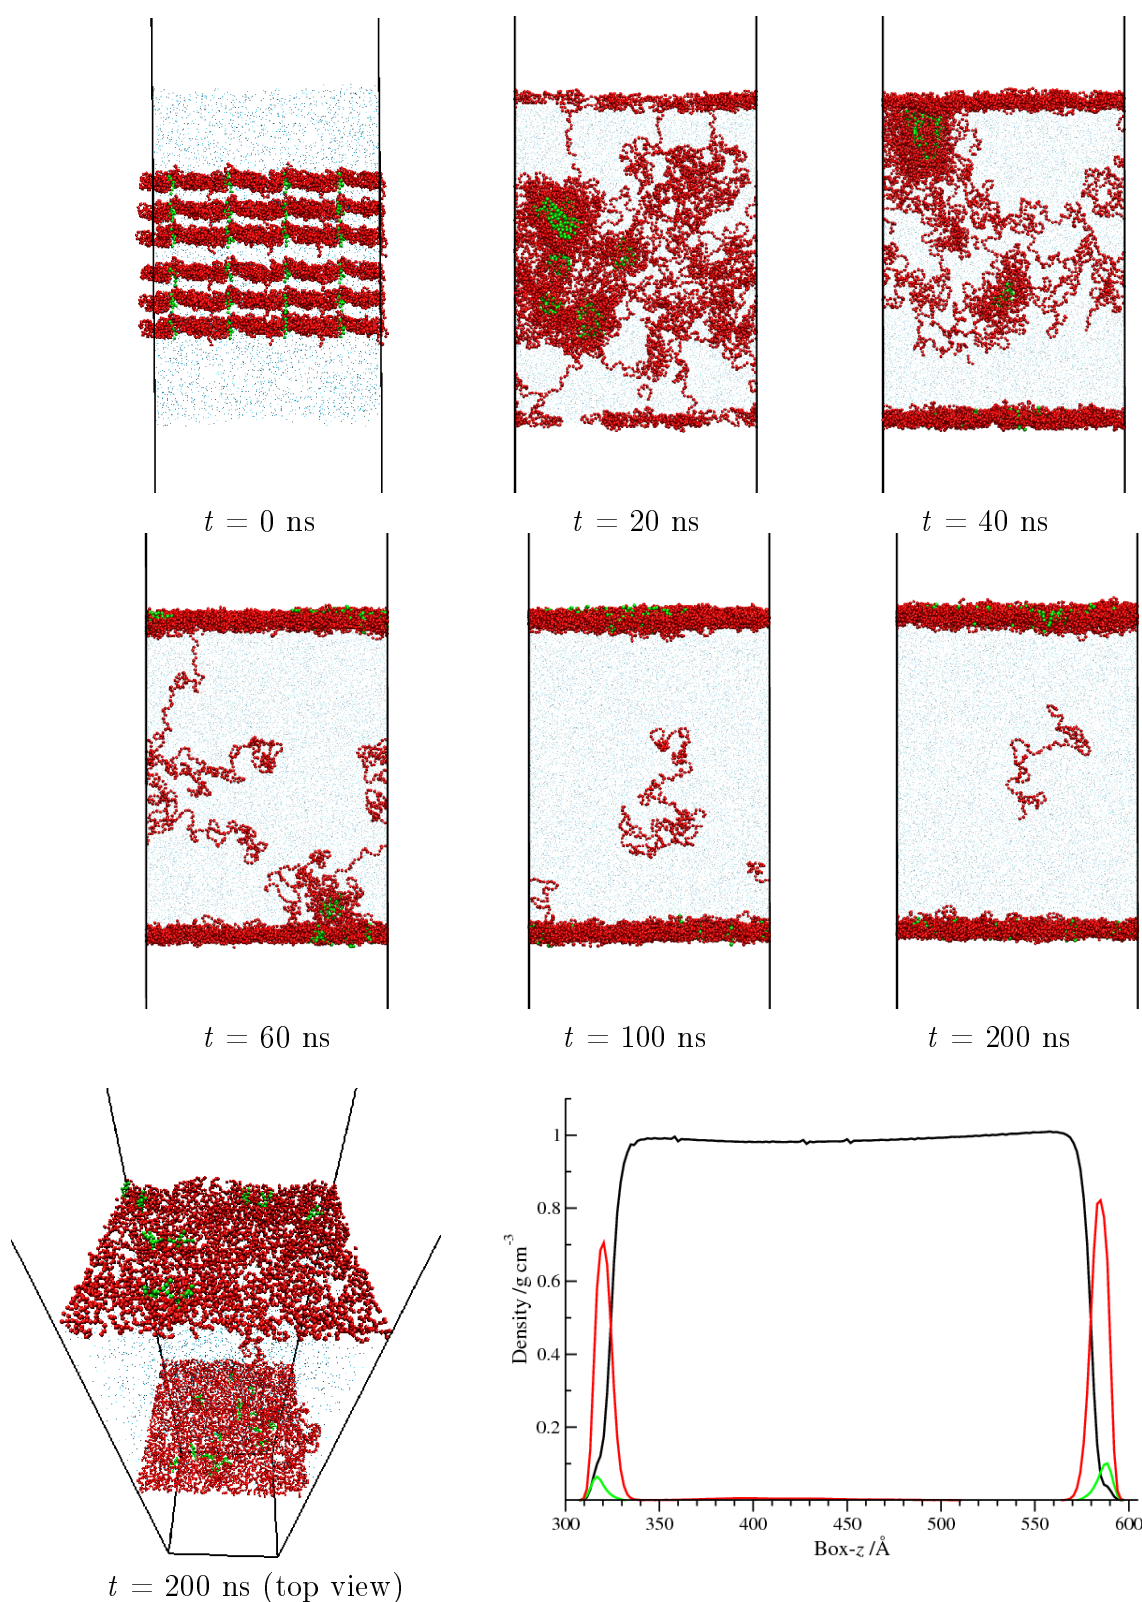 t = 0 ns
t = 20 ns
t = 40 ns
t = 60 ns
t = 100 ns
t = 200 ns
t = 200 ns (top view)
Density /g cm⁻³
1
0.8
0.6
0.4
0.2
300 350 400 450 500 550 600
Box-z /Å